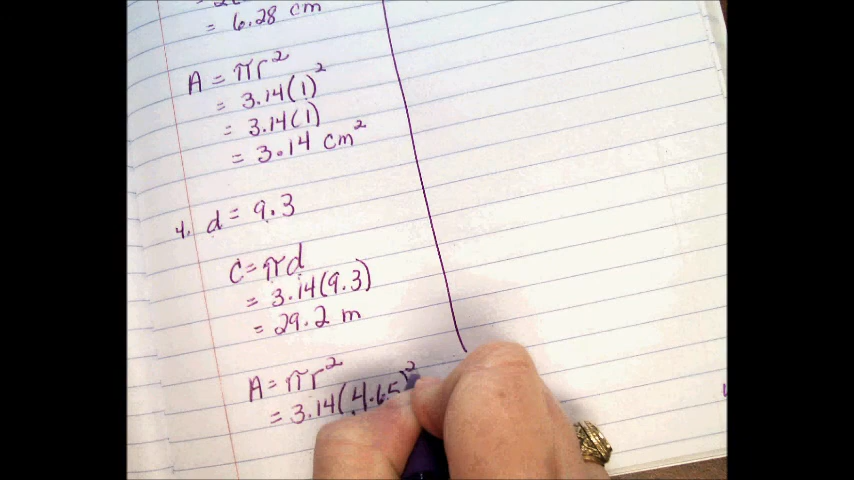 = 6.28 cm
A = πr²
= 3.14(1)²
= 3.14(1)
= 3.14 cm²
4. d = 9.3
C = πd
= 3.14(9.3)
= 29.2 m
A = πr²
= 3.14(4.65)²